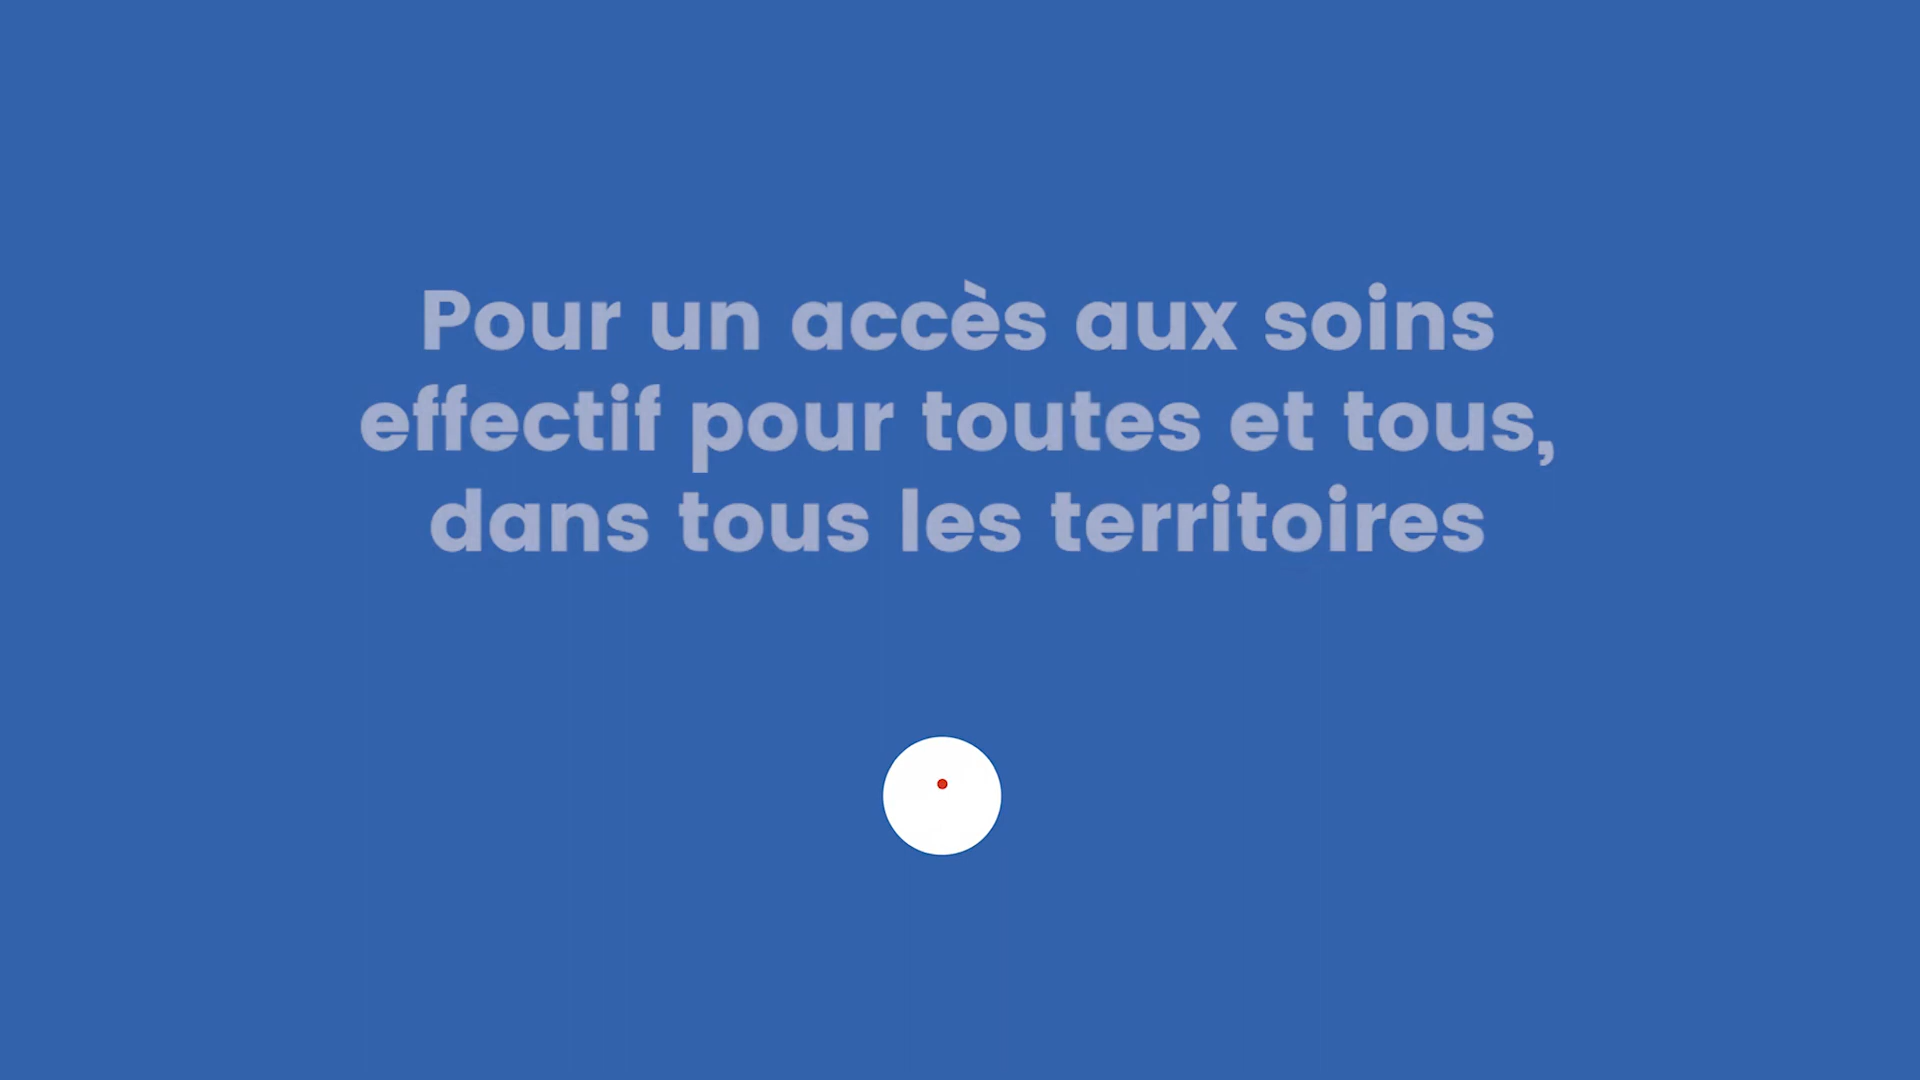 Pour un accès aux soins
effectif pour toutes et tous,
dans tous les territoires